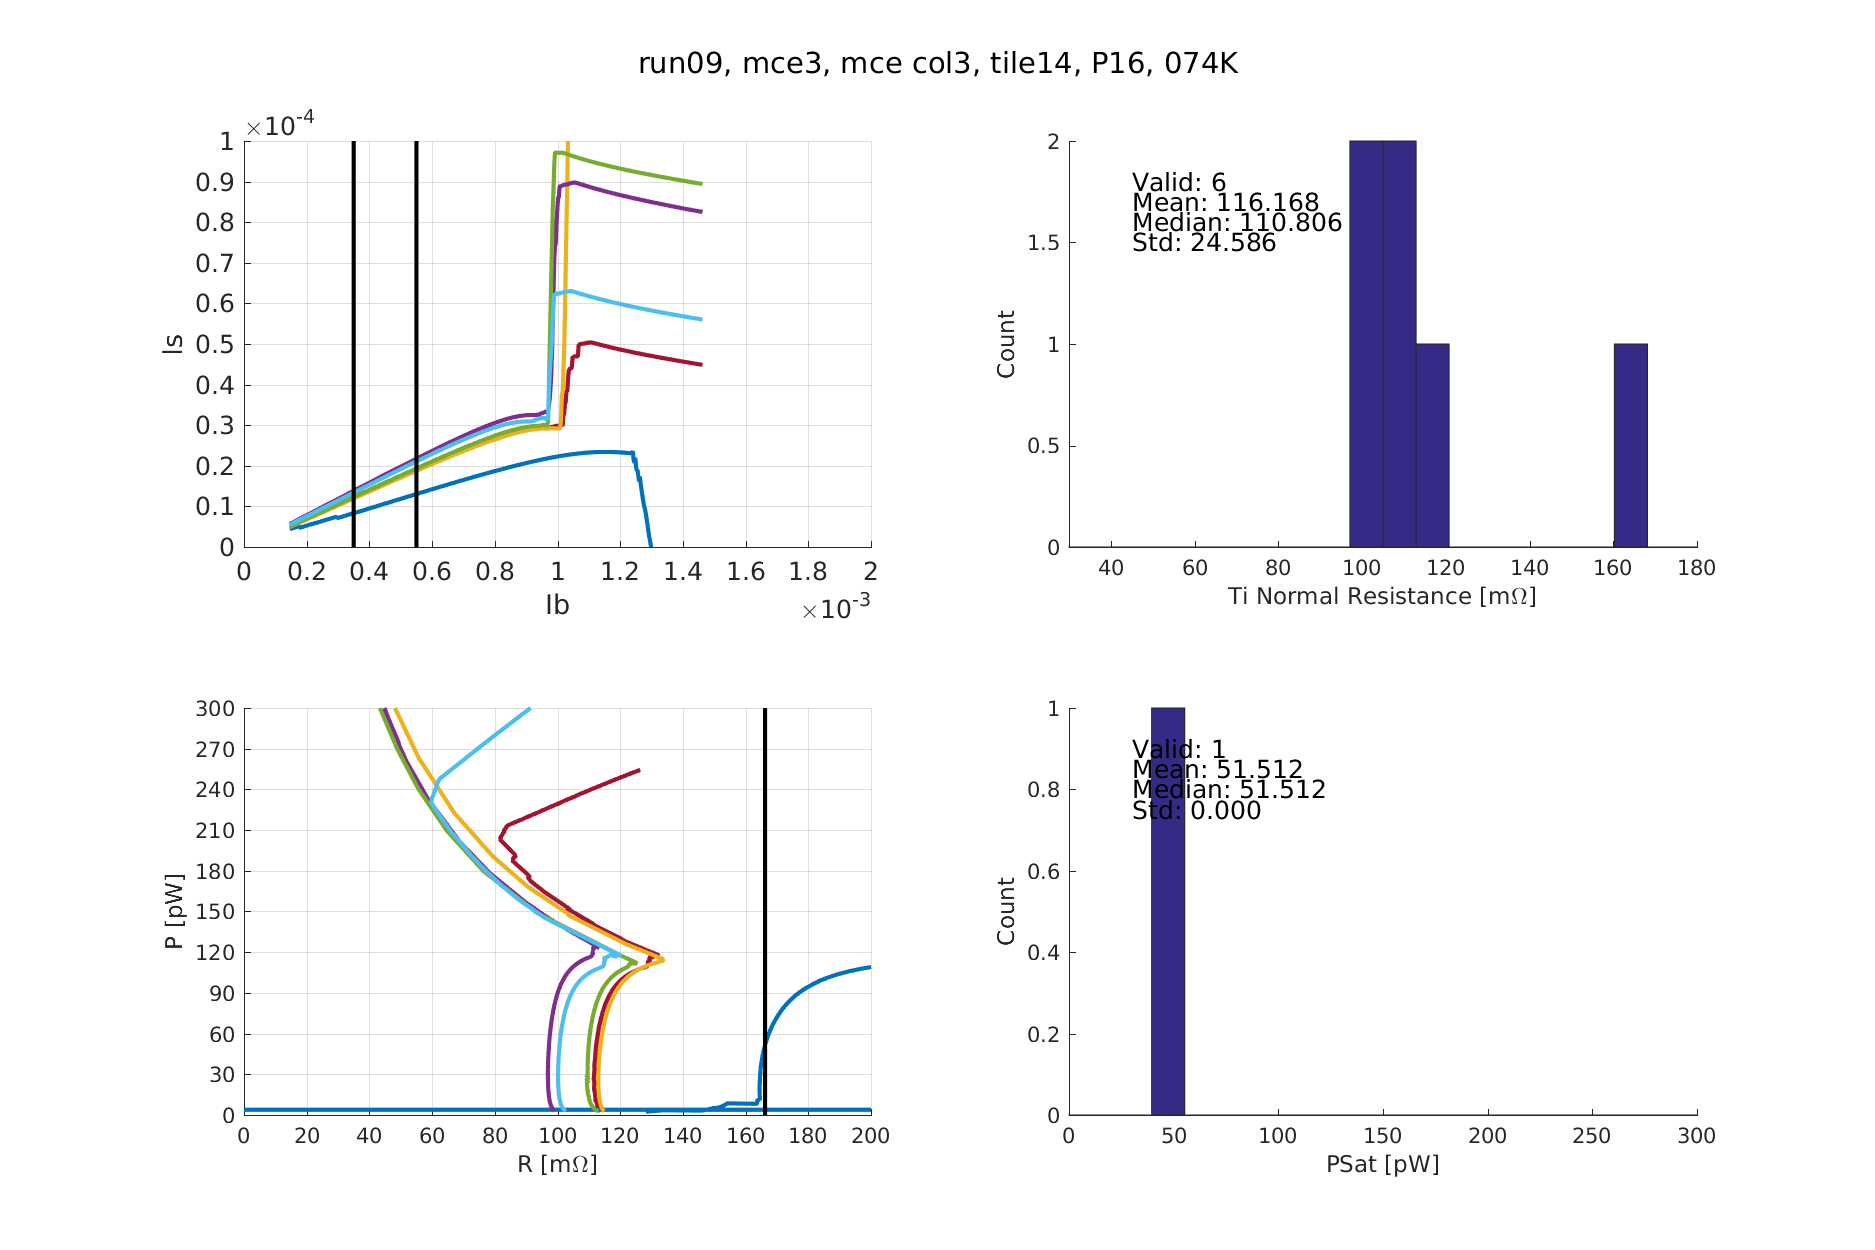 run09, mce3, mce col3, tile14, P16, 074K
×10-4
1
0.9
0.8
0.7
0.6
0.5
0.4
0.3
0.2
0.1
0
Is
0 0.2 0.4 0.6 0.8 1 1.2 1.4 1.6 1.8 2
Ib
×10-3
2
1.5
1
0.5
0
Count
Valid: 6
Mean: 116.168
Median: 110.806
Std: 24.586
40 60 80 100 120 140 160 180
Ti Normal Resistance [mΩ]
300
270
240
210
180
150
120
90
60
30
0
P [pW]
0 20 40 60 80 100 120 140 160 180 200
R [mΩ]
1
0.8
0.6
0.4
0.2
0
Count
Valid: 1
Mean: 51.512
Median: 51.512
Std: 0.000
0 50 100 150 200 250 300
PSat [pW]